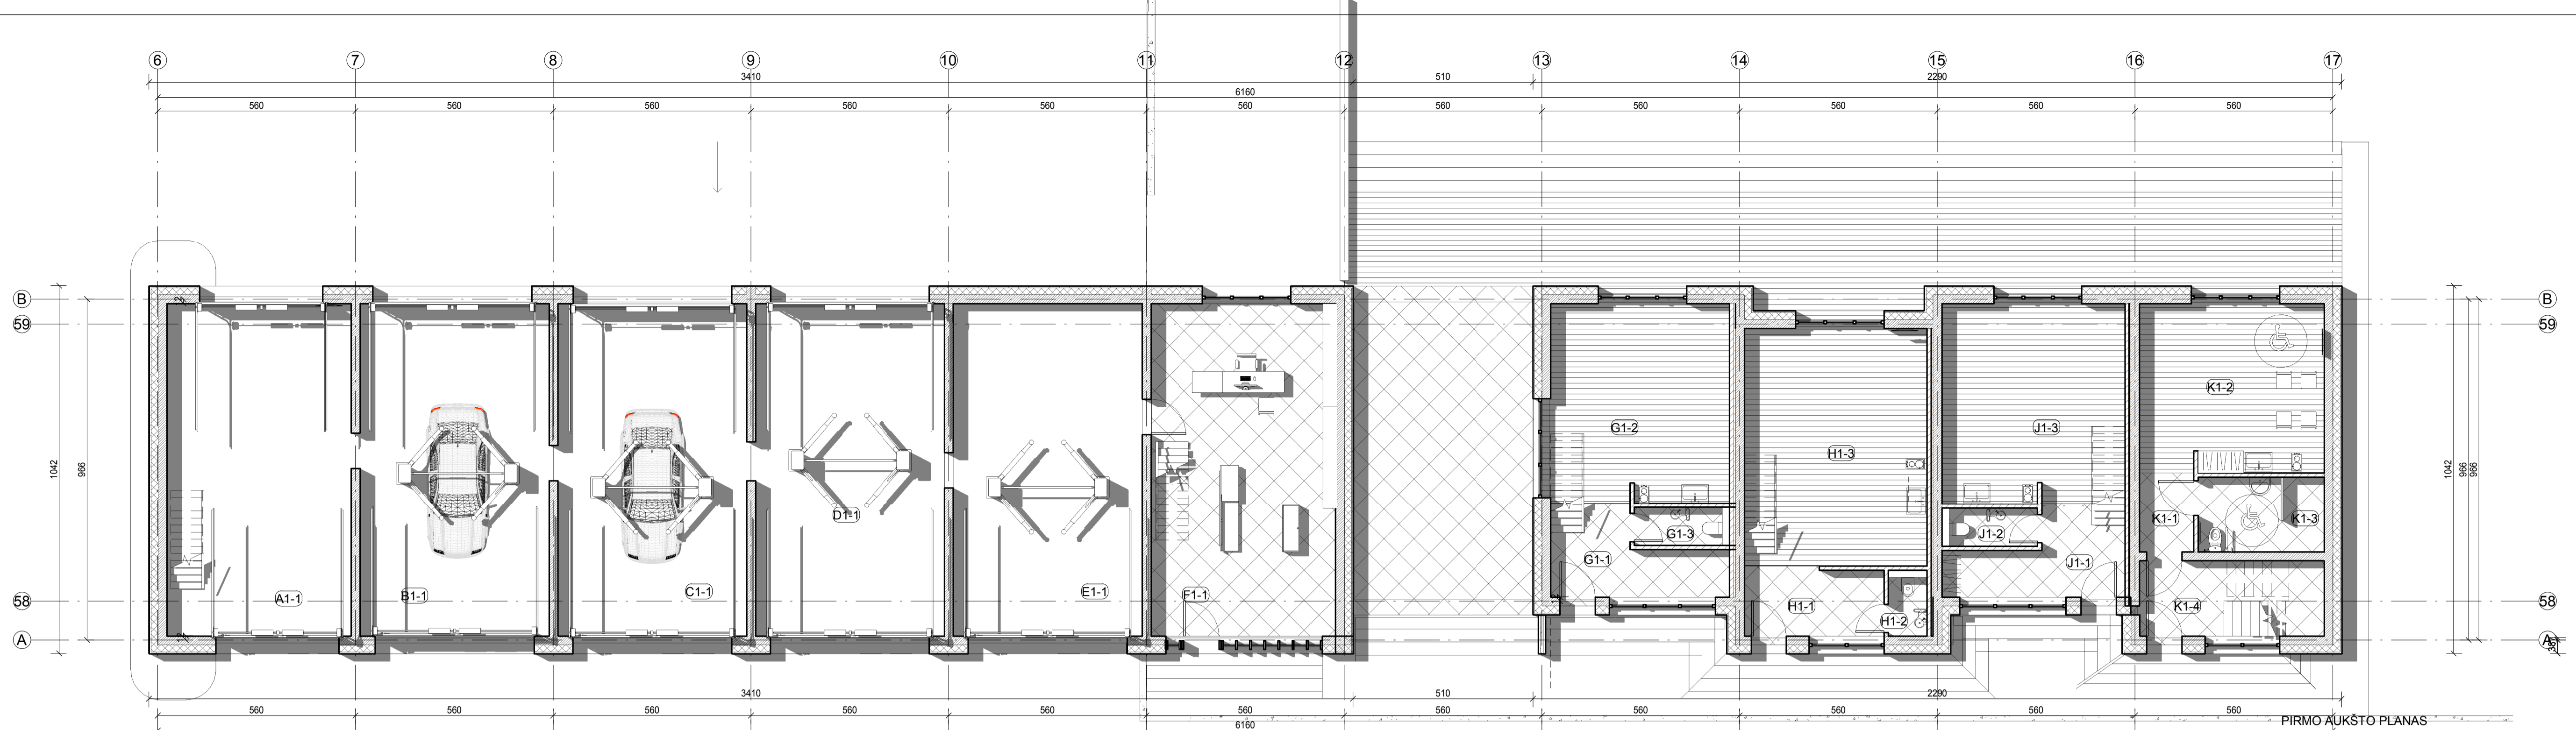 6 7 8 9 10 11 12 13 14 15 16 17
3410 510 2290
6160
560 560 560 560 560 560 560 560 560 560 560
B B
59 59
K1-2
G1-2 J1-3
H1-3
1042 966 1042 966 966
D1-1
K1-1 K1-3
G1-3 J1-2
G1-1 J1-1
A1-1 B1-1 C1-1 E1-1 F1-1
58 58
H1-1 K1-4
H1-2
A A
38
3410 510 2290
560 560 560 560 560 560 560 560 560 560 560
PIRMO AUKŠTO PLANAS
6160